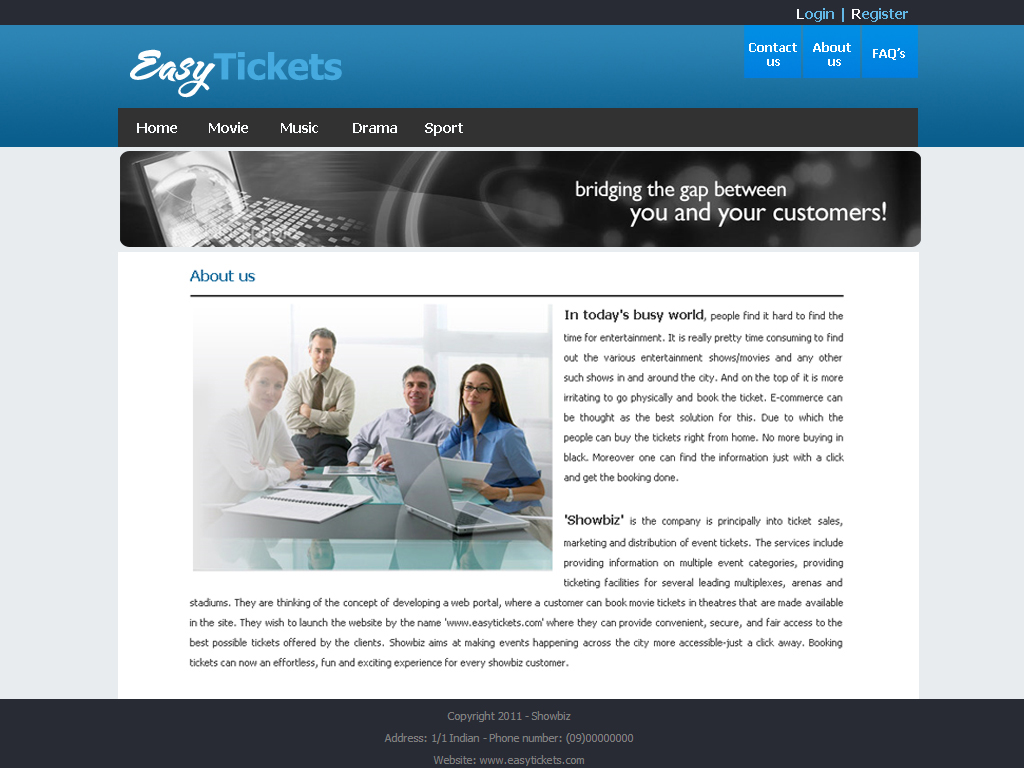 Login | Register
Contact us
About us
FAQ's
EasyTickets
Home Movie Music Drama Sport
bridging the gap between
you and your customers!
About us
In today's busy world, people find it hard to find the
time for entertainment. It is really pretty time consuming to find
out the various entertainment shows/movies and any other
such shows in and around the city. And on the top of it is more
irritating to go physically and book the ticket. E-commerce can
be thought as the best solution for this. Due to which the
people can buy the tickets right from home. No more buying in
black. Moreover one can find the information just with a click
and get the booking done.
'Showbiz' is the company is principally into ticket sales,
marketing and distribution of event tickets. The services include
providing information on multiple event categories, providing
ticketing facilities for several leading multiplexes, arenas and
stadiums. They are thinking of the concept of developing a web portal, where a customer can book movie tickets in theatres that are made available
in the site. They wish to launch the website by the name 'www.easytickets.com' where they can provide convenient, secure, and fair access to the
best possible tickets offered by the clients. Showbiz aims at making events happening across the city more accessible-just a click away. Booking
tickets can now an effortless, fun and exciting experience for every showbiz customer.
Copyright 2011 - Showbiz
Address: 1/1 Indian - Phone number: (09)00000000
Website: www.easytickets.com